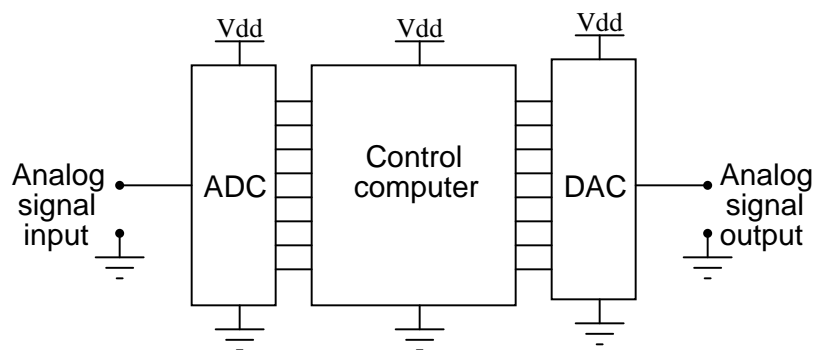 Vdd
Vdd
Vdd
Analog
signal
input
ADC
Control
computer
DAC
Analog
signal
output